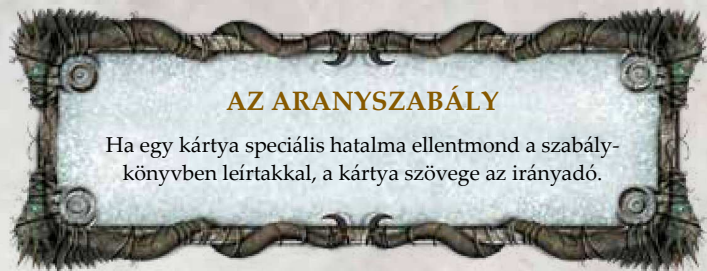 AZ ARANYSZABÁLY
Ha egy kártya speciális hatalma ellentmond a szabály-
könyvben leírtakkal, a kártya szövege az irányadó.